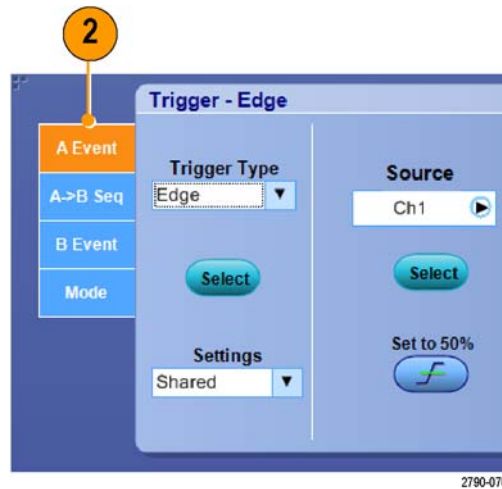 2
Trigger - Edge
A Event
A->B Seq
B Event
Mode
Trigger Type
Edge
Select
Settings
Shared
Source
Ch1
Select
Set to 50%